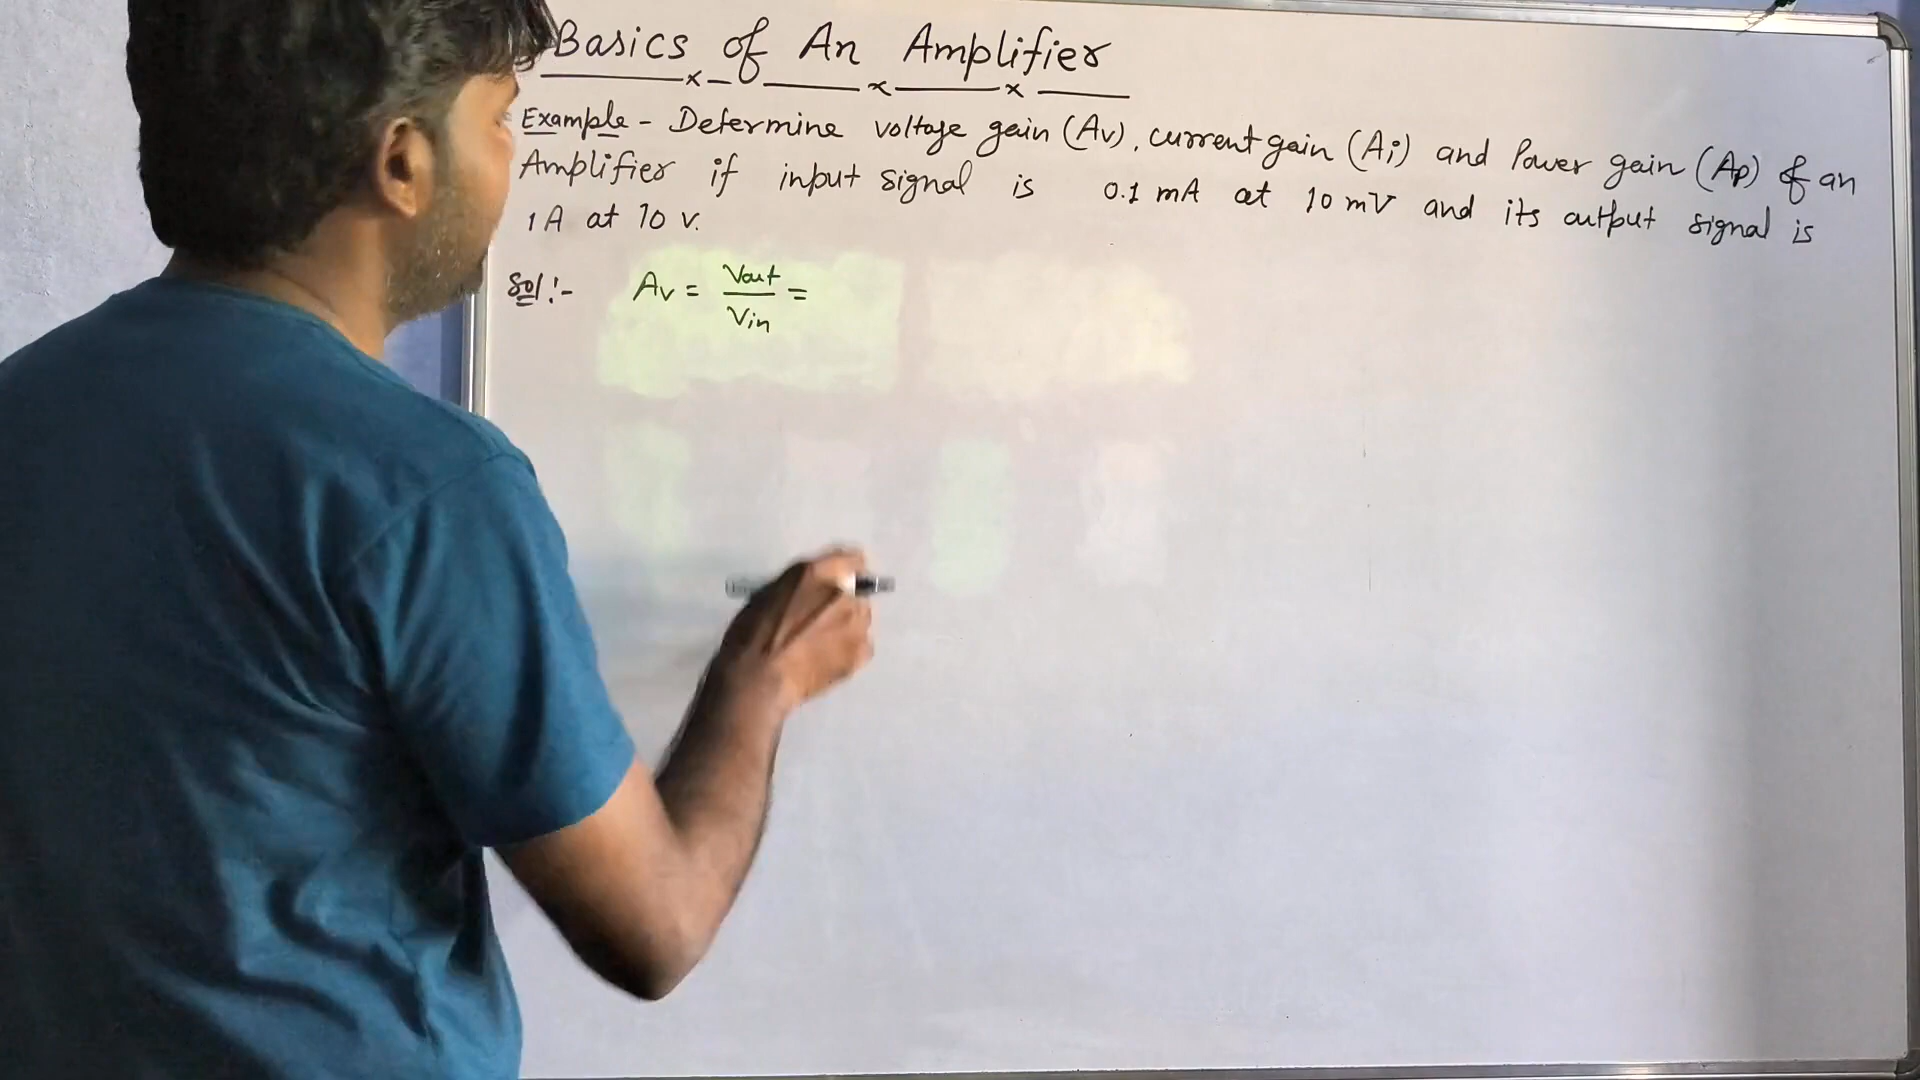 Basics of An Amplifier
Example - Determine voltage gain (Av), current gain (Ai) and Power gain (Ap) of an
Amplifier if input signal is 0.1 mA at 10 mV and its output signal is
1 A at 10 v.
Sol:- Av = Vout / Vin =